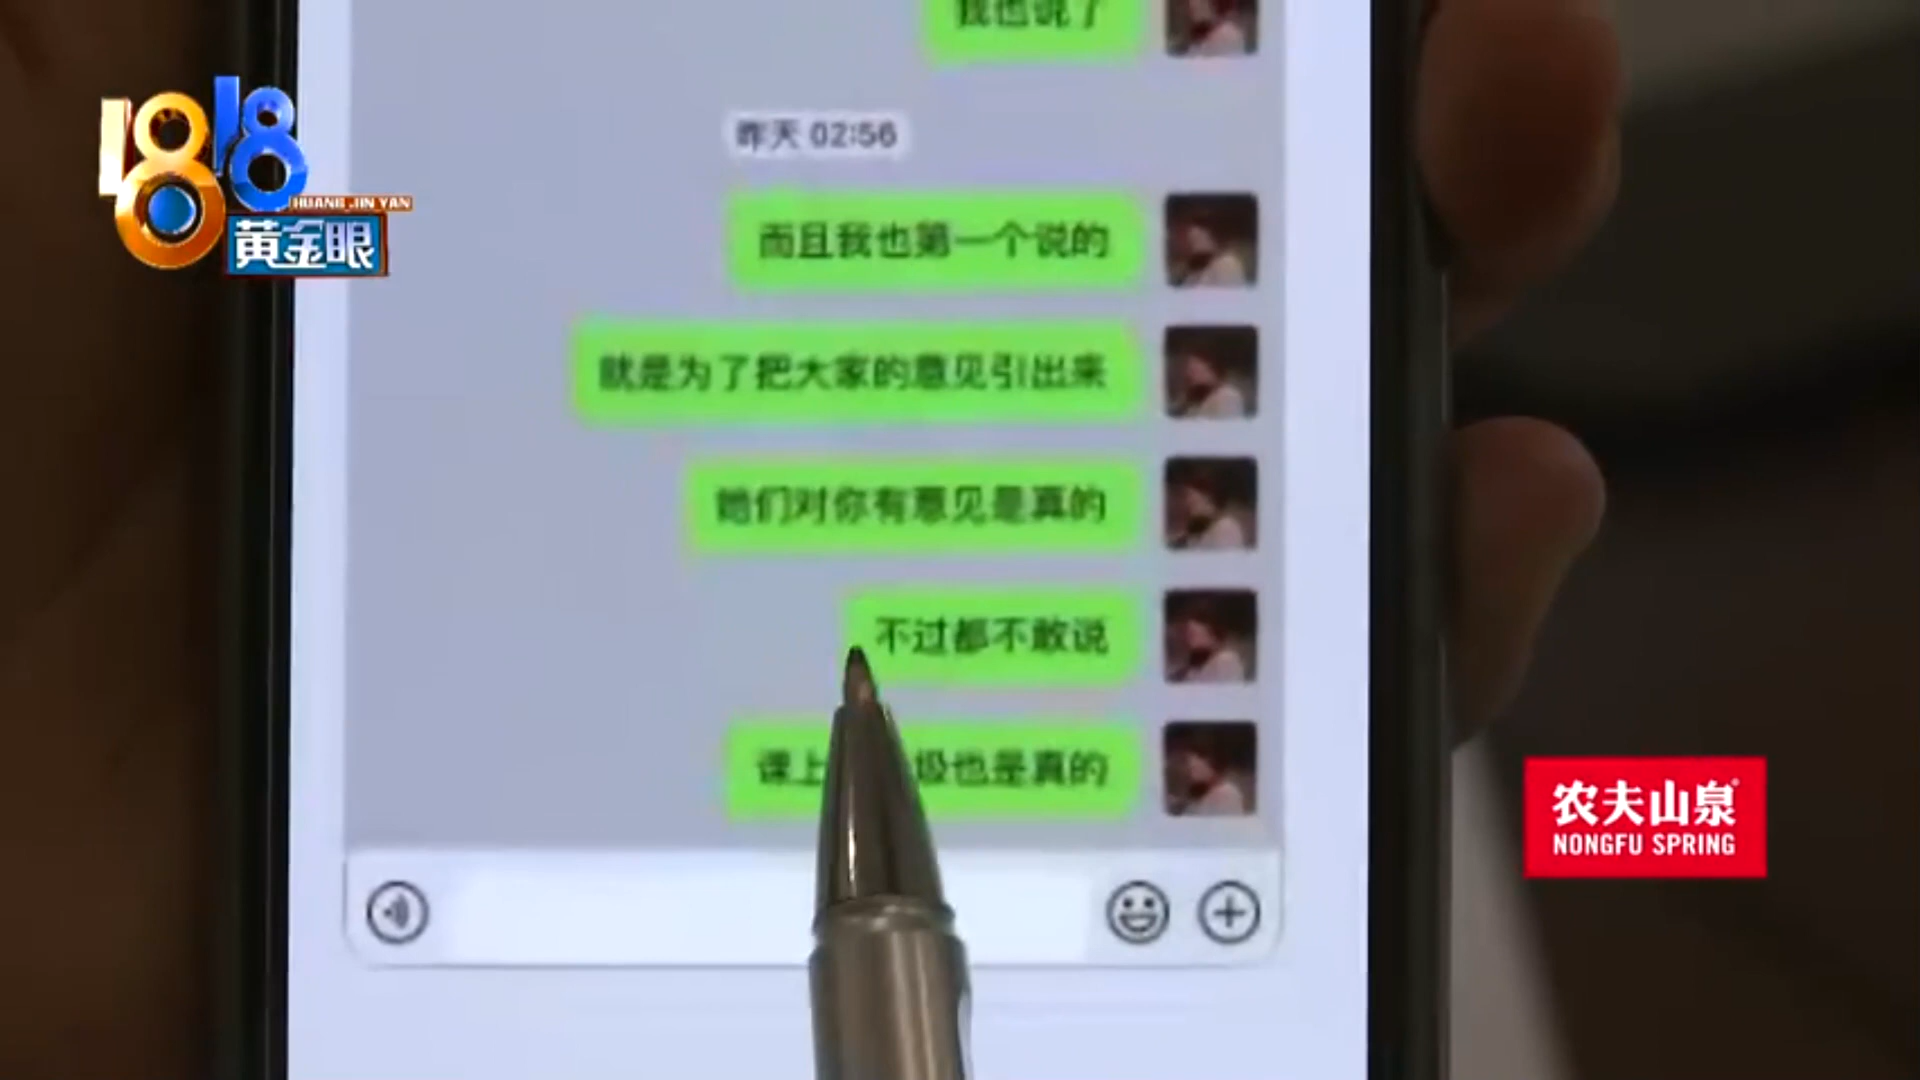 我也说了
1818
HUANG JIN YAN
黄金眼
昨天 02:56
而且我也第一个说的
就是为了把大家的意见引出来
她们对你有意见是真的
不过都不敢说
课上 圾也是真的
农夫山泉
NONGFU SPRING